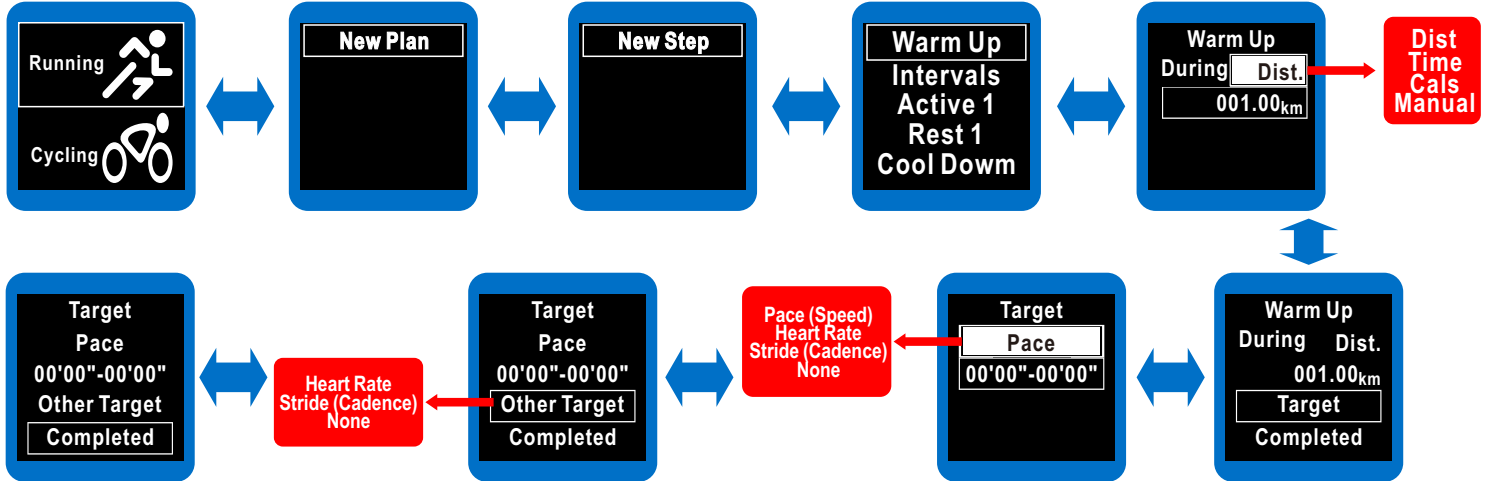 Running
Cycling
New Plan
New Step
Warm Up
Intervals
Active 1
Rest 1
Cool Dowm
Warm Up
During Dist.
001.00km
Dist
Time
Cals
Manual
Target
Pace
00'00"-00'00"
Other Target
Completed
Heart Rate
Stride (Cadence)
None
Target
Pace
00'00"-00'00"
Other Target
Completed
Pace (Speed)
Heart Rate
Stride (Cadence)
None
Target
Pace
00'00"-00'00"
Warm Up
During Dist.
001.00km
Target
Completed